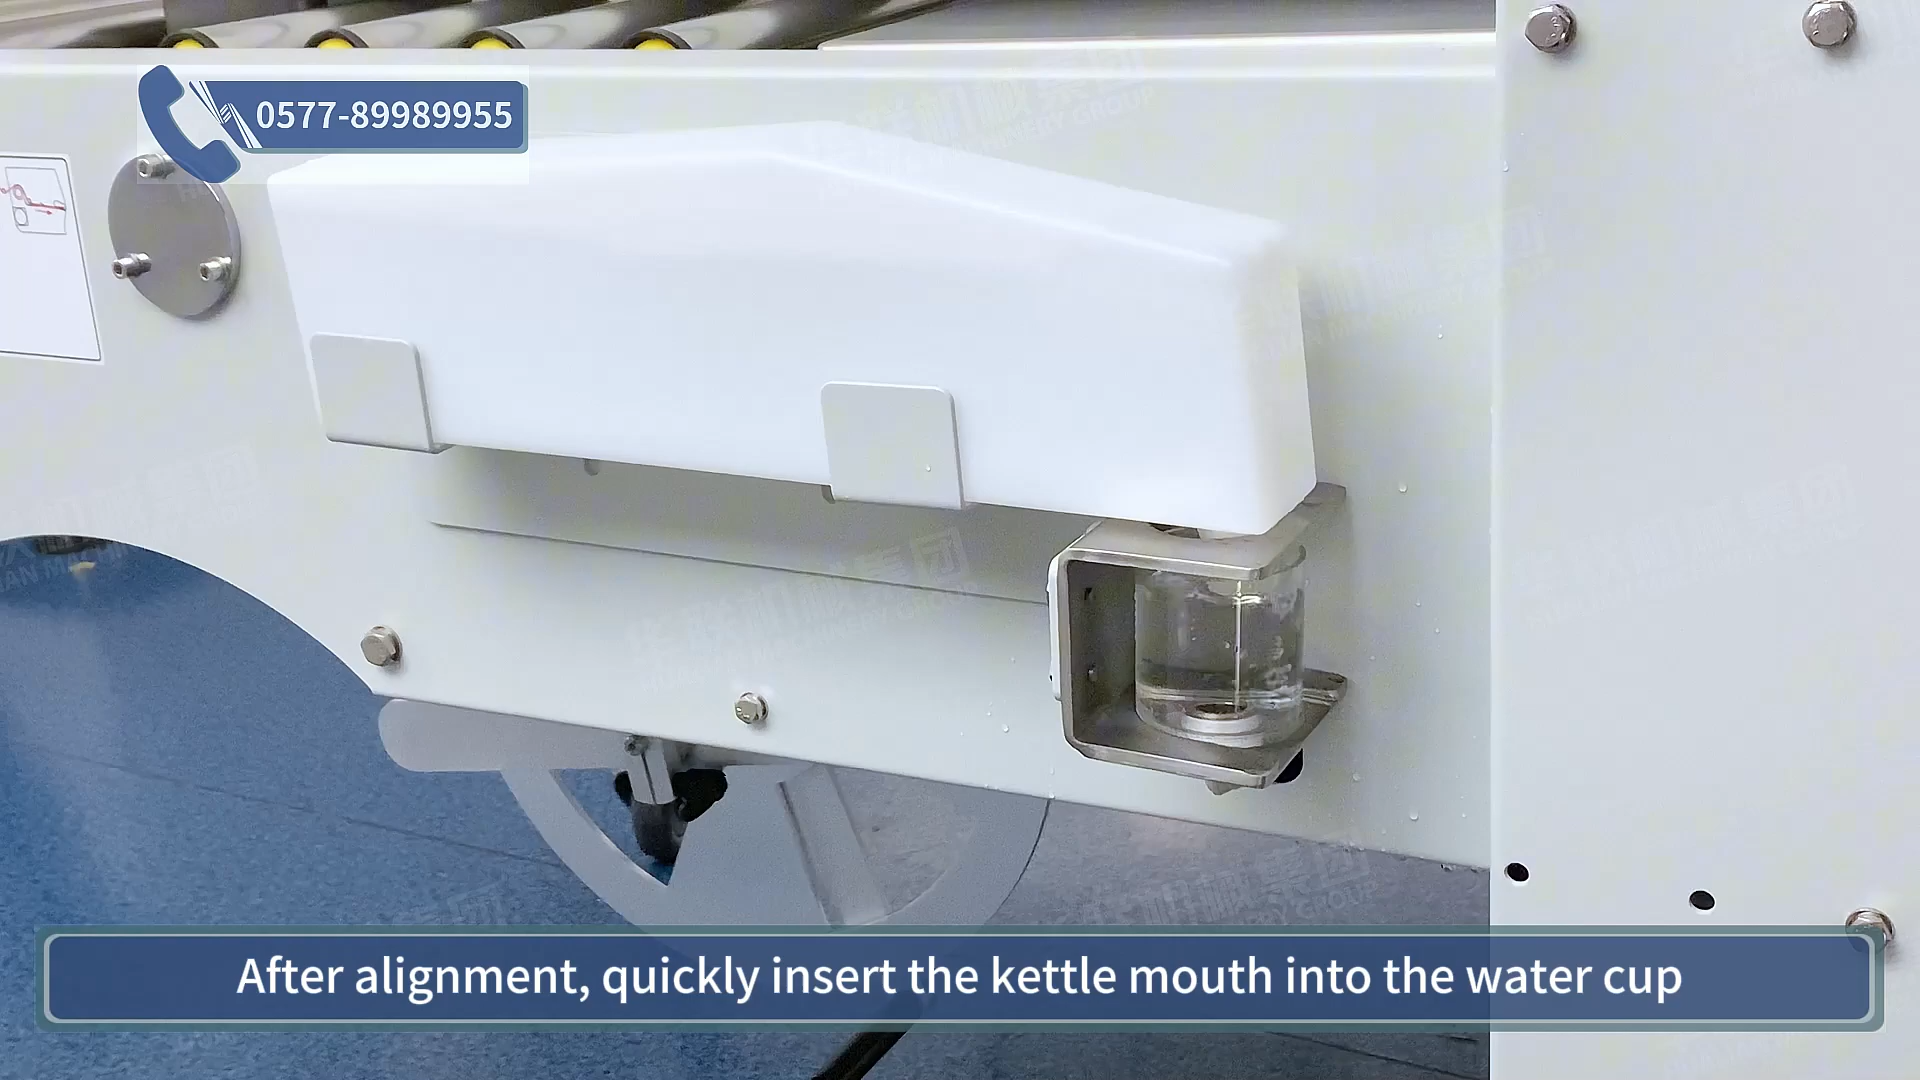 0577-89989955
After alignment, quickly insert the kettle mouth into the water cup